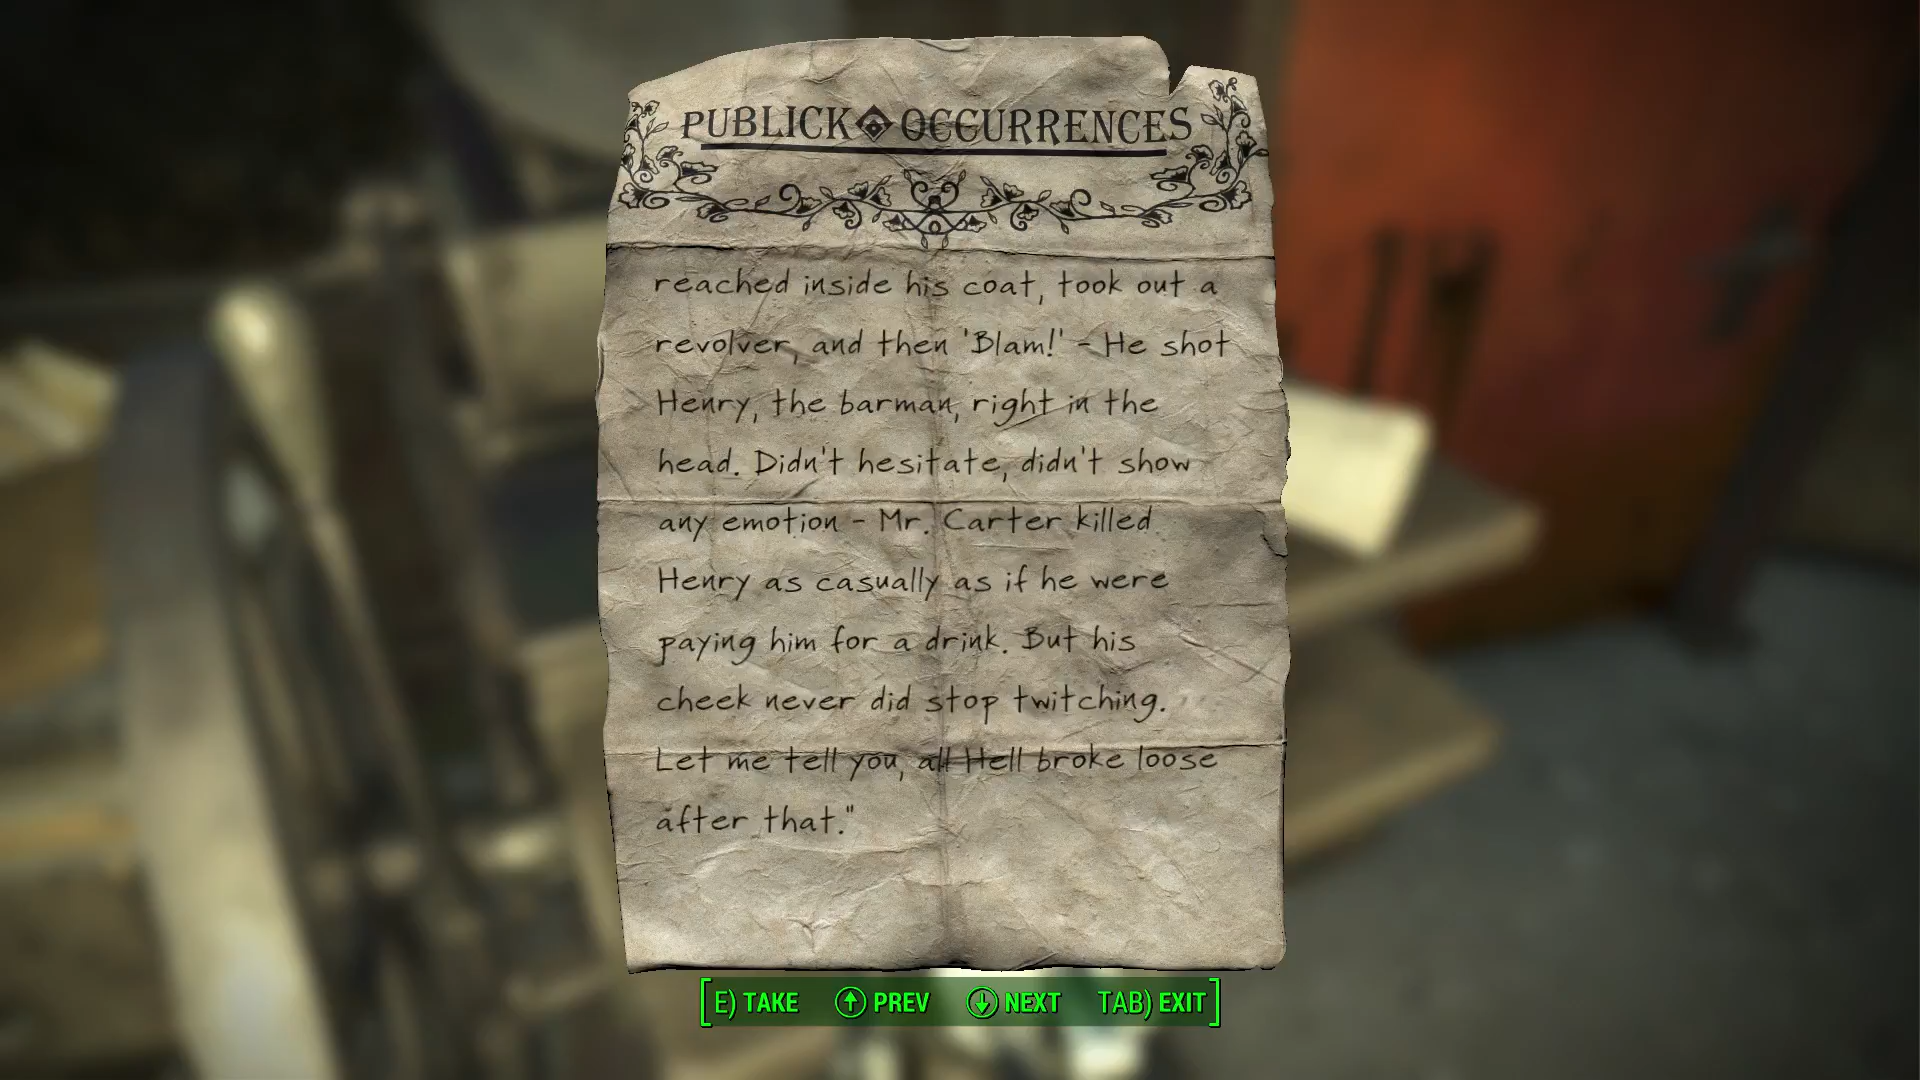 PUBLICK OCCURRENCES
reached inside his coat, took out a
revolver, and then 'Blam!' - He shot
Henry, the barman, right in the
head. Didn't hesitate, didn't show
any emotion - Mr. Carter killed
Henry as casually as if he were
paying him for a drink. But his
cheek never did stop twitching.
Let me tell you, all Hell broke loose
after that."
E) TAKE PREV NEXT TAB) EXIT